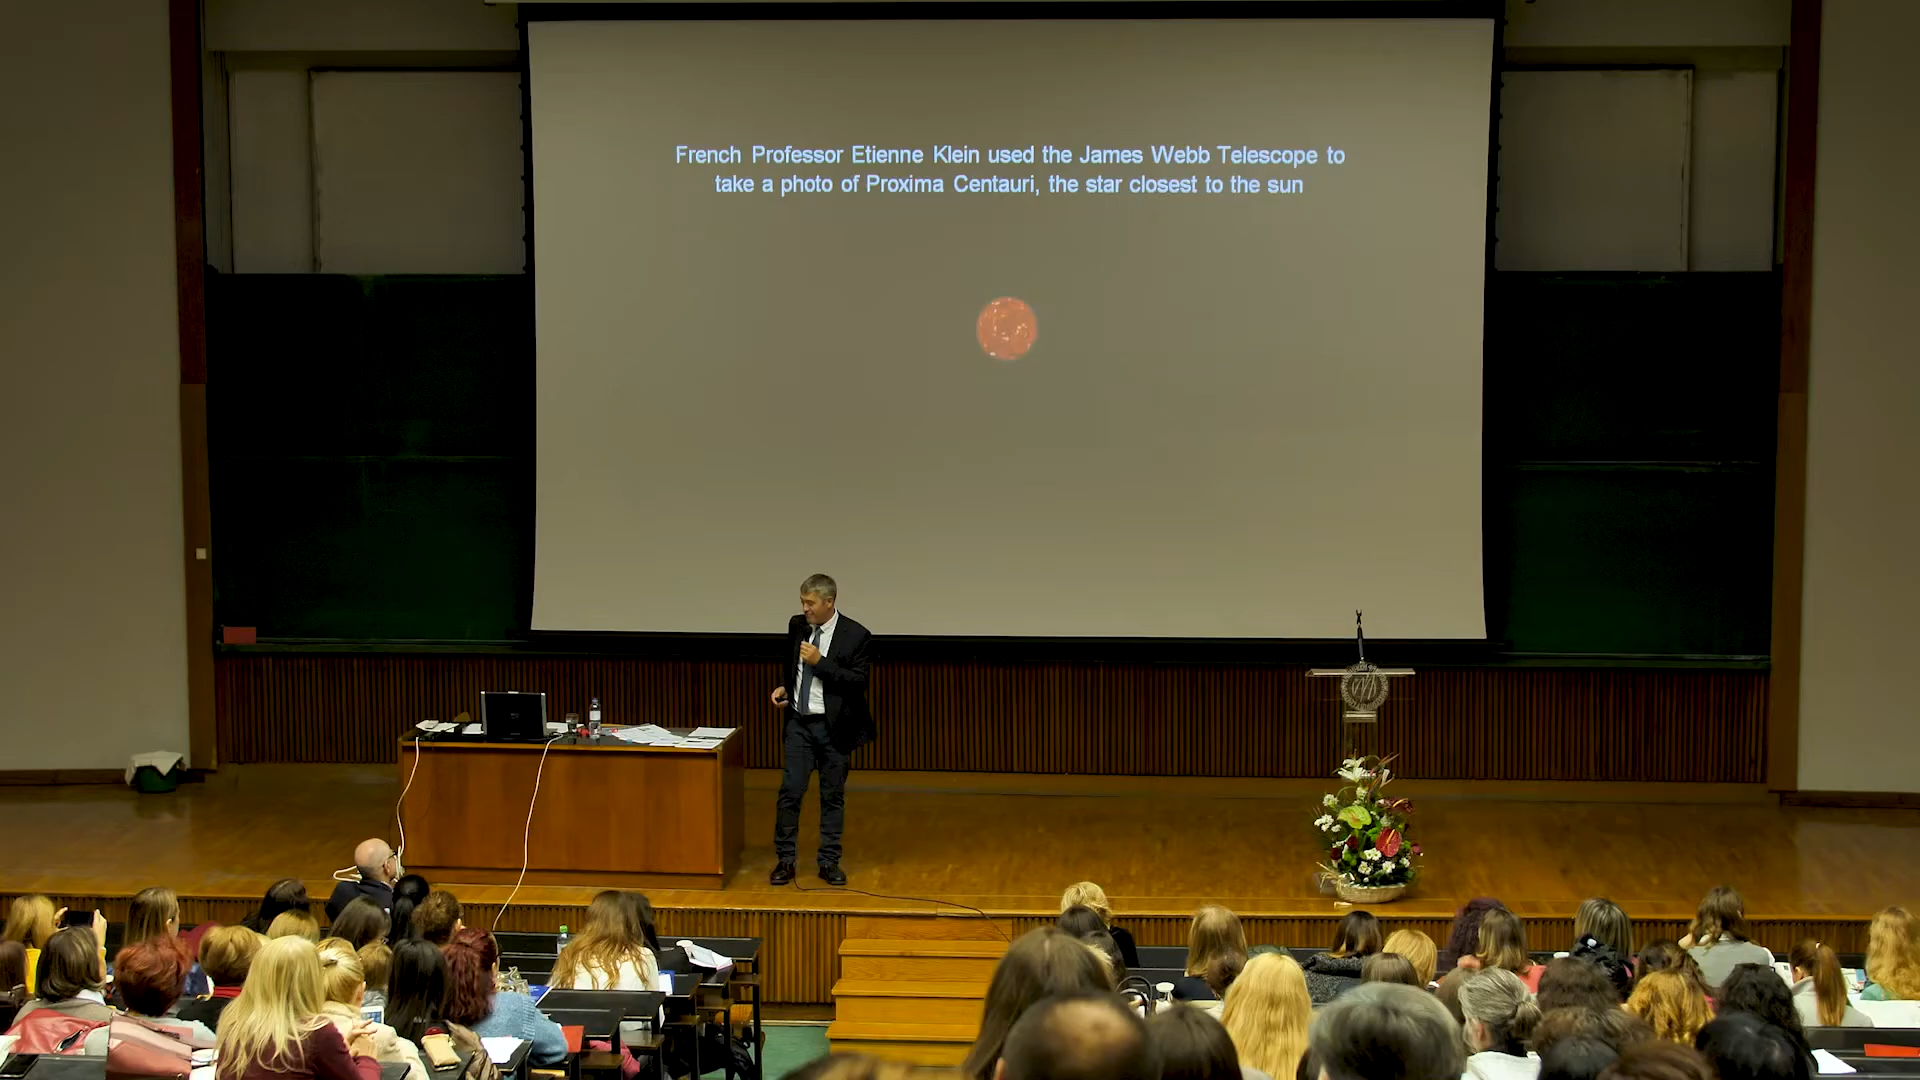 French Professor Etienne Klein used the James Webb Telescope to
take a photo of Proxima Centauri, the star closest to the sun